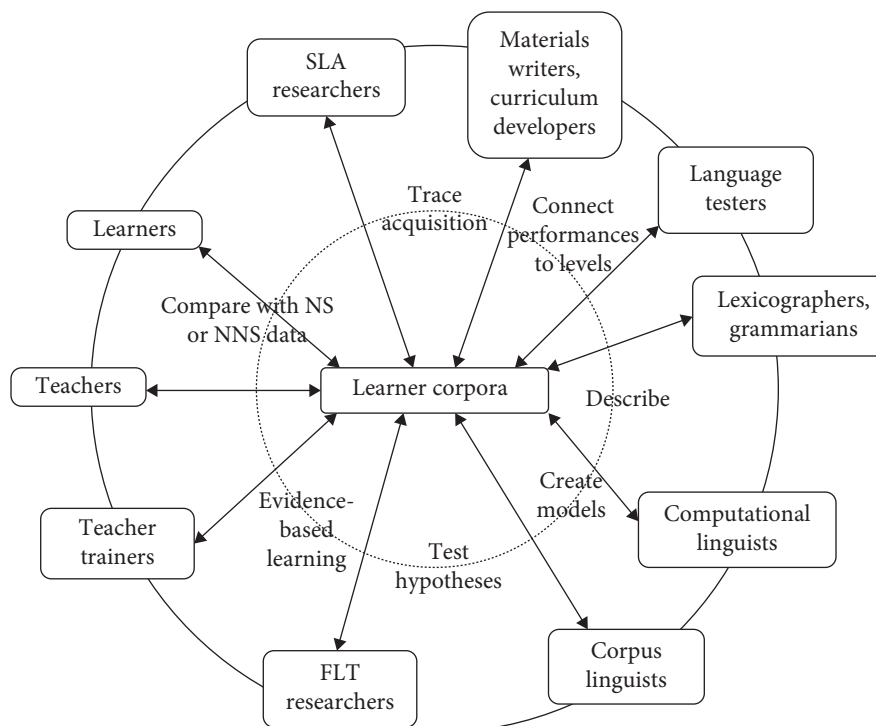 SLA
researchers
Materials
writers,
curriculum
developers
Language
testers
Trace
acquisition
Connect
performances
to levels
Learners
Lexicographers,
grammarians
Compare with NS
or NNS data
Teachers
Learner corpora
Describe
Evidence-
based
learning
Create
models
Teacher
trainers
Computational
linguists
Test
hypotheses
FLT
researchers
Corpus
linguists